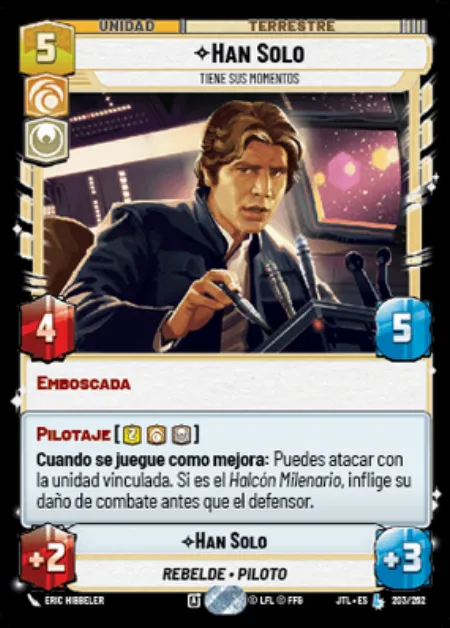 5
UNIDAD
TERRESTRE
HAN SOLO
TIENE SUS MOMENTOS
4
5
EMBOSCADA
PILOTAJE [2]
Cuando se juegue como mejora: Puedes atacar con
la unidad vinculada. Si es el Halcón Milenario, inflige su
daño de combate antes que el defensor.
+2
HAN SOLO
+3
REBELDE • PILOTO
ERIC HIBBELER
A
© LFL © FFG
JTL • ES
L
203/262